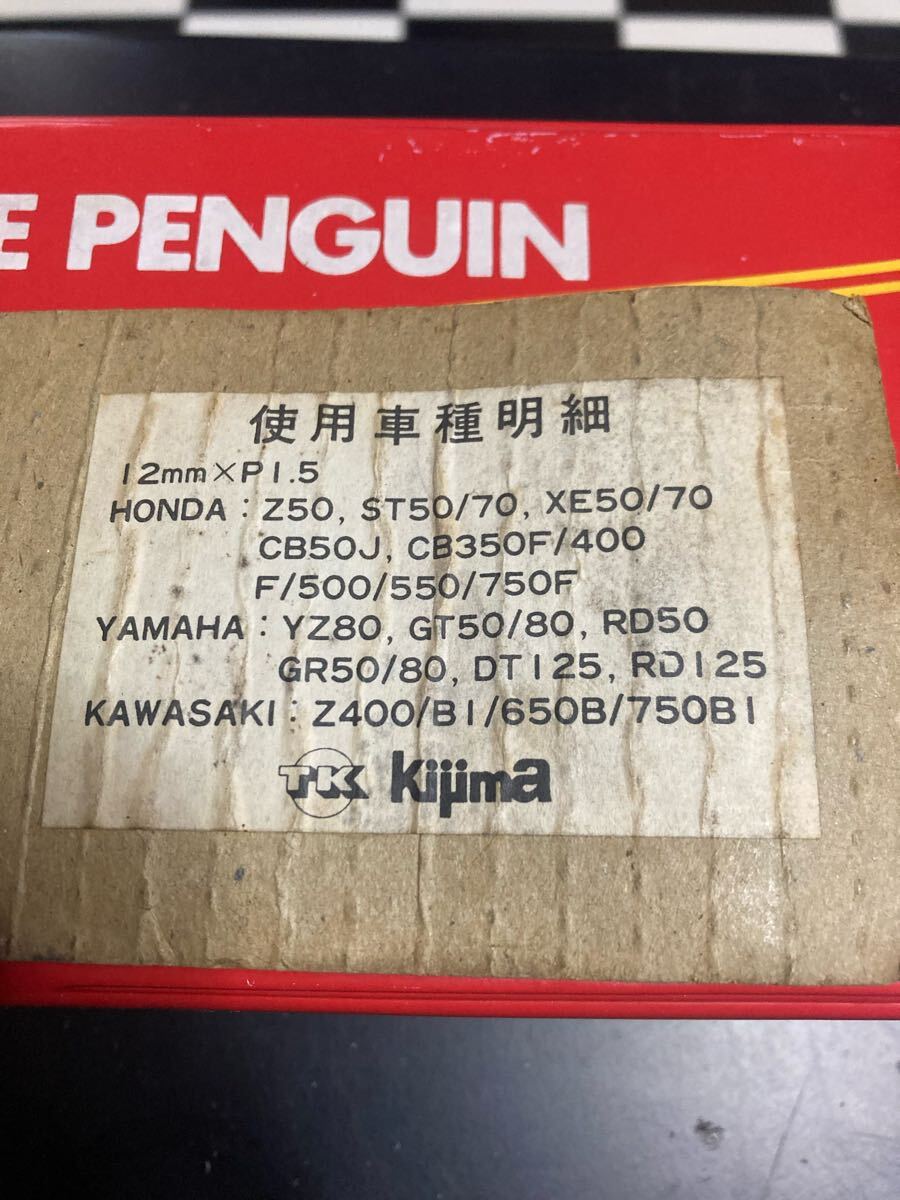 E PENGUIN
使用車種明細
12mm×P1.5
HONDA : Z50, ST50/70, XE50/70
CB50J, CB350F/400
F/500/550/750F
YAMAHA : YZ80, GT50/80, RD50
GR50/80, DT125, RD125
KAWASAKI : Z400/B1/650B/750B1
TK Kijima